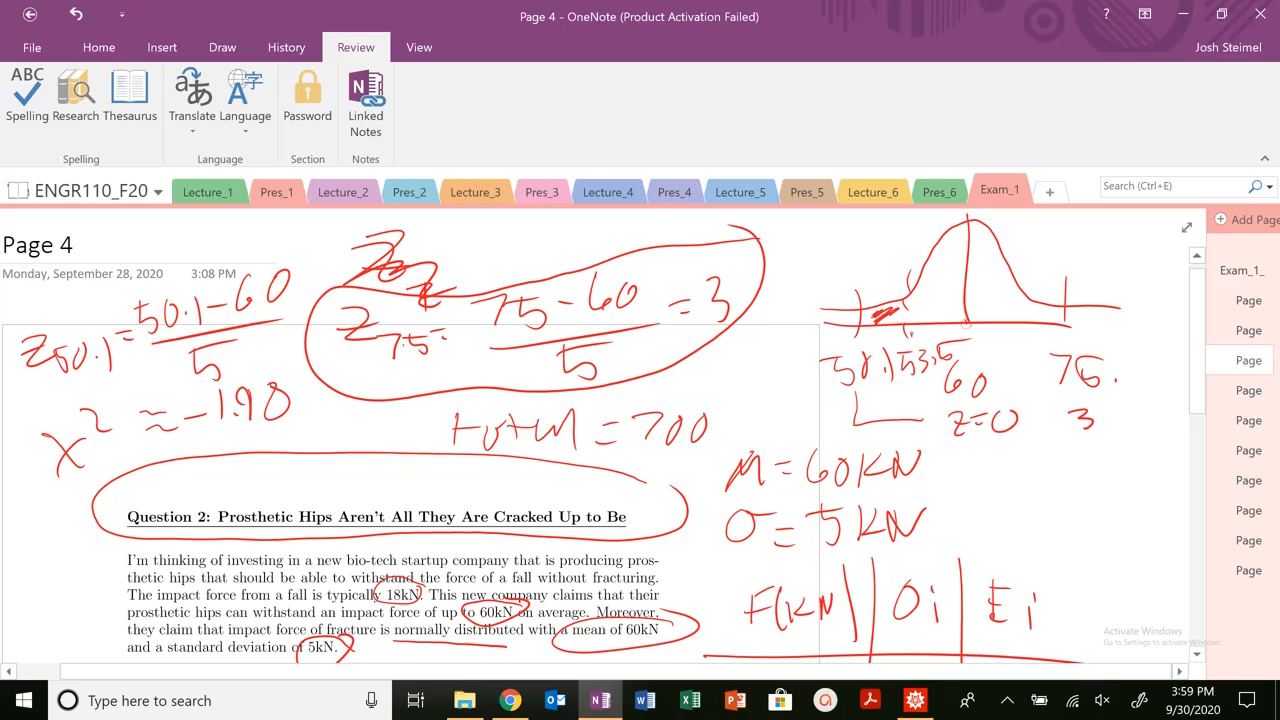 Page 4 - OneNote (Product Activation Failed)
?
File Home Insert Draw History Review View Josh Steimel
ABC
Spelling Research Thesaurus Translate Language Password Linked Notes
Spelling Language Section Notes
ENGR110_F20 Lecture_1 Pres_1 Lecture_2 Pres_2 Lecture_3 Pres_3 Lecture_4 Pres_4 Lecture_5 Pres_5 Lecture_6 Pres_6 Exam_1 Search (Ctrl+E)
Add Page
Page 4
Monday, September 28, 2020 3:08 PM
Exam_1_
Page
Page
Page
Page
Page
Page
Page
Page
Page
Page
z50.1 = 50.1 - 60 / 5
≈ -1.98
z75 = 75 - 60 / 5 = 3
x²
total = 700
50.1 53.5 60 75.
z=0 3
μ = 60KN
σ = 5KN
F(KN) Oi Ei
Question 2: Prosthetic Hips Aren't All They Are Cracked Up to Be
I'm thinking of investing in a new bio-tech startup company that is producing pros-
thetic hips that should be able to withstand the force of a fall without fracturing.
The impact force from a fall is typically 18kN. This new company claims that their
prosthetic hips can withstand an impact force of up to 60kN on average. Moreover,
they claim that impact force of fracture is normally distributed with a mean of 60kN
and a standard deviation of 5kN.
Activate Windows
Go to Settings to activate Windows.
Type here to search
3:59 PM
9/30/2020